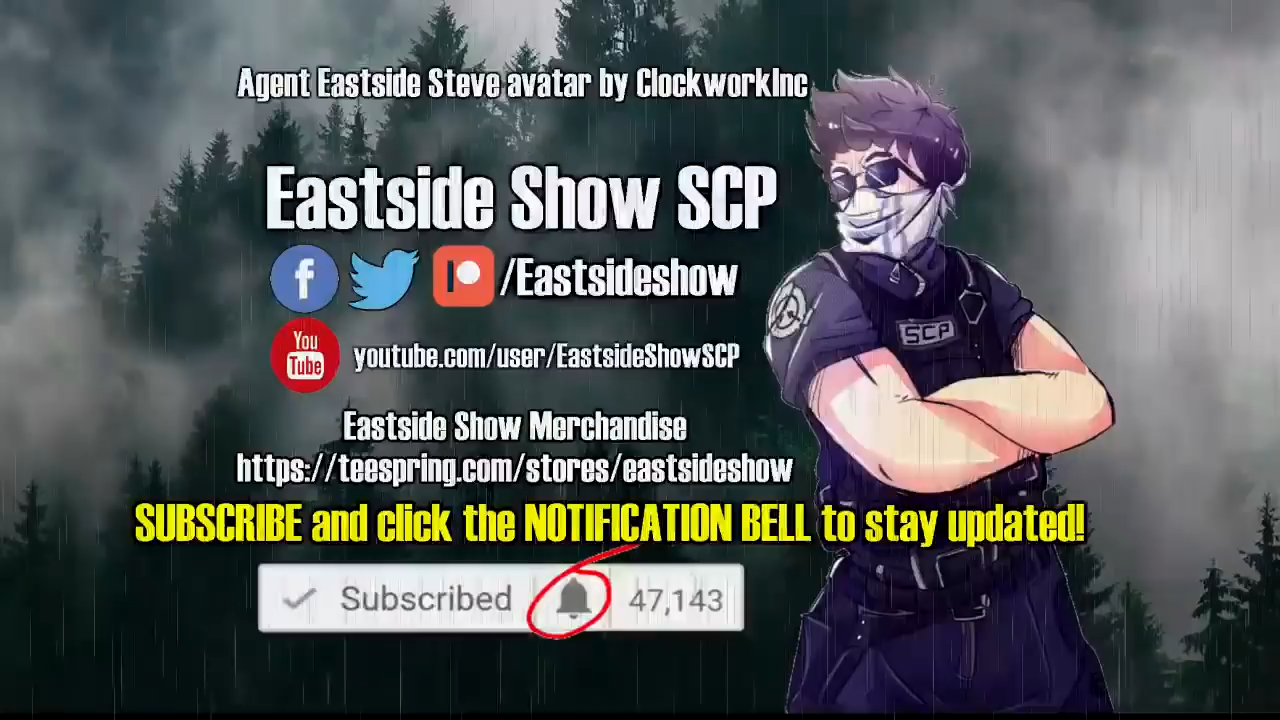 Agent Eastside Steve avatar by ClockworkInc
Eastside Show SCP
/Eastsideshow
You
Tube
youtube.com/user/EastsideShowSCP
SCP
Eastside Show Merchandise
https://teespring.com/stores/eastsideshow
SUBSCRIBE and click the NOTIFICATION BELL to stay updated!
Subscribed 47,143